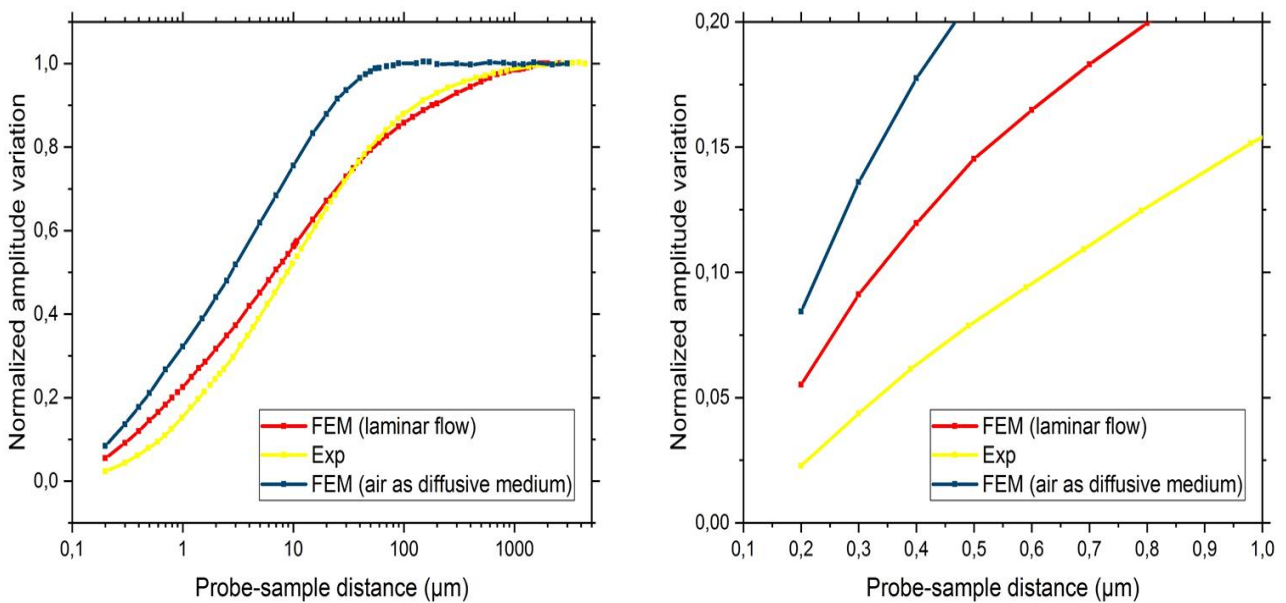 Normalized amplitude variation
1,0
0,8
0,6
0,4
0,2
0,0
FEM (laminar flow)
Exp
FEM (air as diffusive medium)
0,1 1 10 100 1000
Probe-sample distance (µm)
Normalized amplitude variation
0,20
0,15
0,10
0,05
0,00
FEM (laminar flow)
Exp
FEM (air as diffusive medium)
0,1 0,2 0,3 0,4 0,5 0,6 0,7 0,8 0,9 1,0
Probe-sample distance (µm)